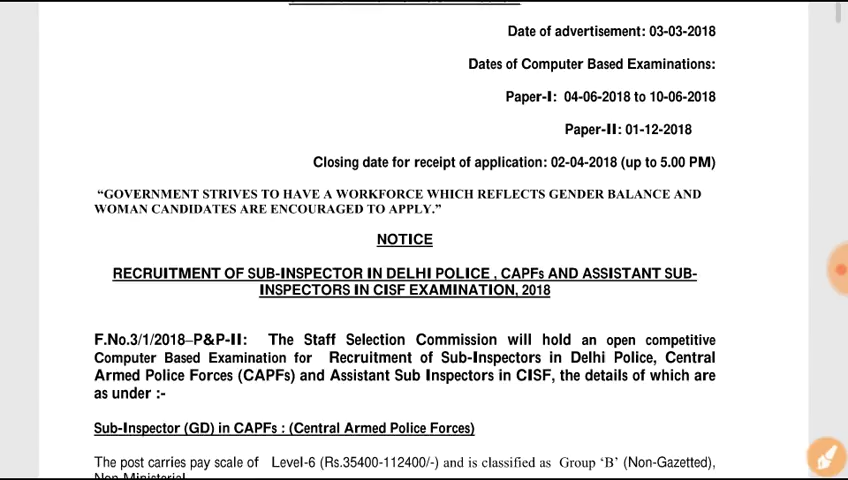 Date of advertisement: 03-03-2018
Dates of Computer Based Examinations:
Paper-I: 04-06-2018 to 10-06-2018
Paper-II: 01-12-2018
Closing date for receipt of application: 02-04-2018 (up to 5.00 PM)
“GOVERNMENT STRIVES TO HAVE A WORKFORCE WHICH REFLECTS GENDER BALANCE AND
WOMAN CANDIDATES ARE ENCOURAGED TO APPLY.”
NOTICE
RECRUITMENT OF SUB-INSPECTOR IN DELHI POLICE , CAPFs AND ASSISTANT SUB-
INSPECTORS IN CISF EXAMINATION, 2018
F.No.3/1/2018–P&P-II: The Staff Selection Commission will hold an open competitive
Computer Based Examination for Recruitment of Sub-Inspectors in Delhi Police, Central
Armed Police Forces (CAPFs) and Assistant Sub Inspectors in CISF, the details of which are
as under :-
Sub-Inspector (GD) in CAPFs : (Central Armed Police Forces)
The post carries pay scale of Level-6 (Rs.35400-112400/-) and is classified as Group ‘B’ (Non-Gazetted),
Non-Ministerial